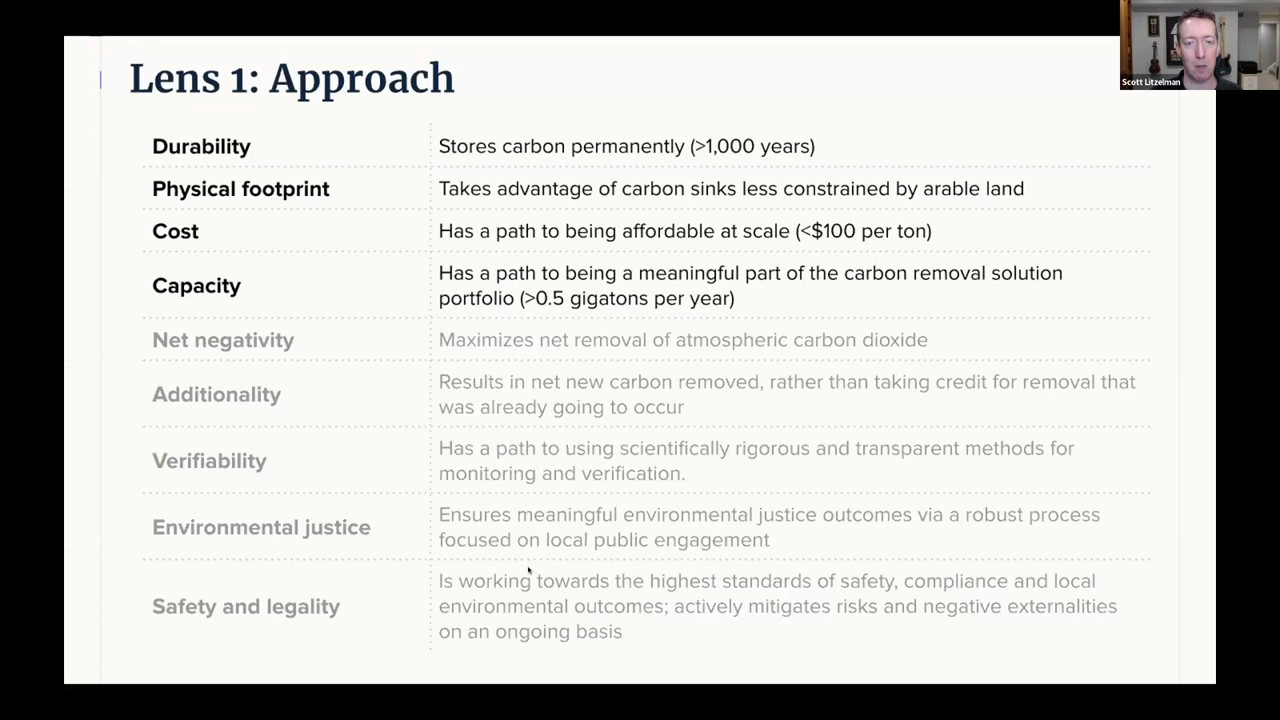 Lens 1: Approach
Scott Litzelman
Durability
Stores carbon permanently (>1,000 years)
Physical footprint
Takes advantage of carbon sinks less constrained by arable land
Cost
Has a path to being affordable at scale (<$100 per ton)
Capacity
Has a path to being a meaningful part of the carbon removal solution
portfolio (>0.5 gigatons per year)
Net negativity
Maximizes net removal of atmospheric carbon dioxide
Additionality
Results in net new carbon removed, rather than taking credit for removal that
was already going to occur
Verifiability
Has a path to using scientifically rigorous and transparent methods for
monitoring and verification.
Environmental justice
Ensures meaningful environmental justice outcomes via a robust process
focused on local public engagement
Safety and legality
Is working towards the highest standards of safety, compliance and local
environmental outcomes; actively mitigates risks and negative externalities
on an ongoing basis